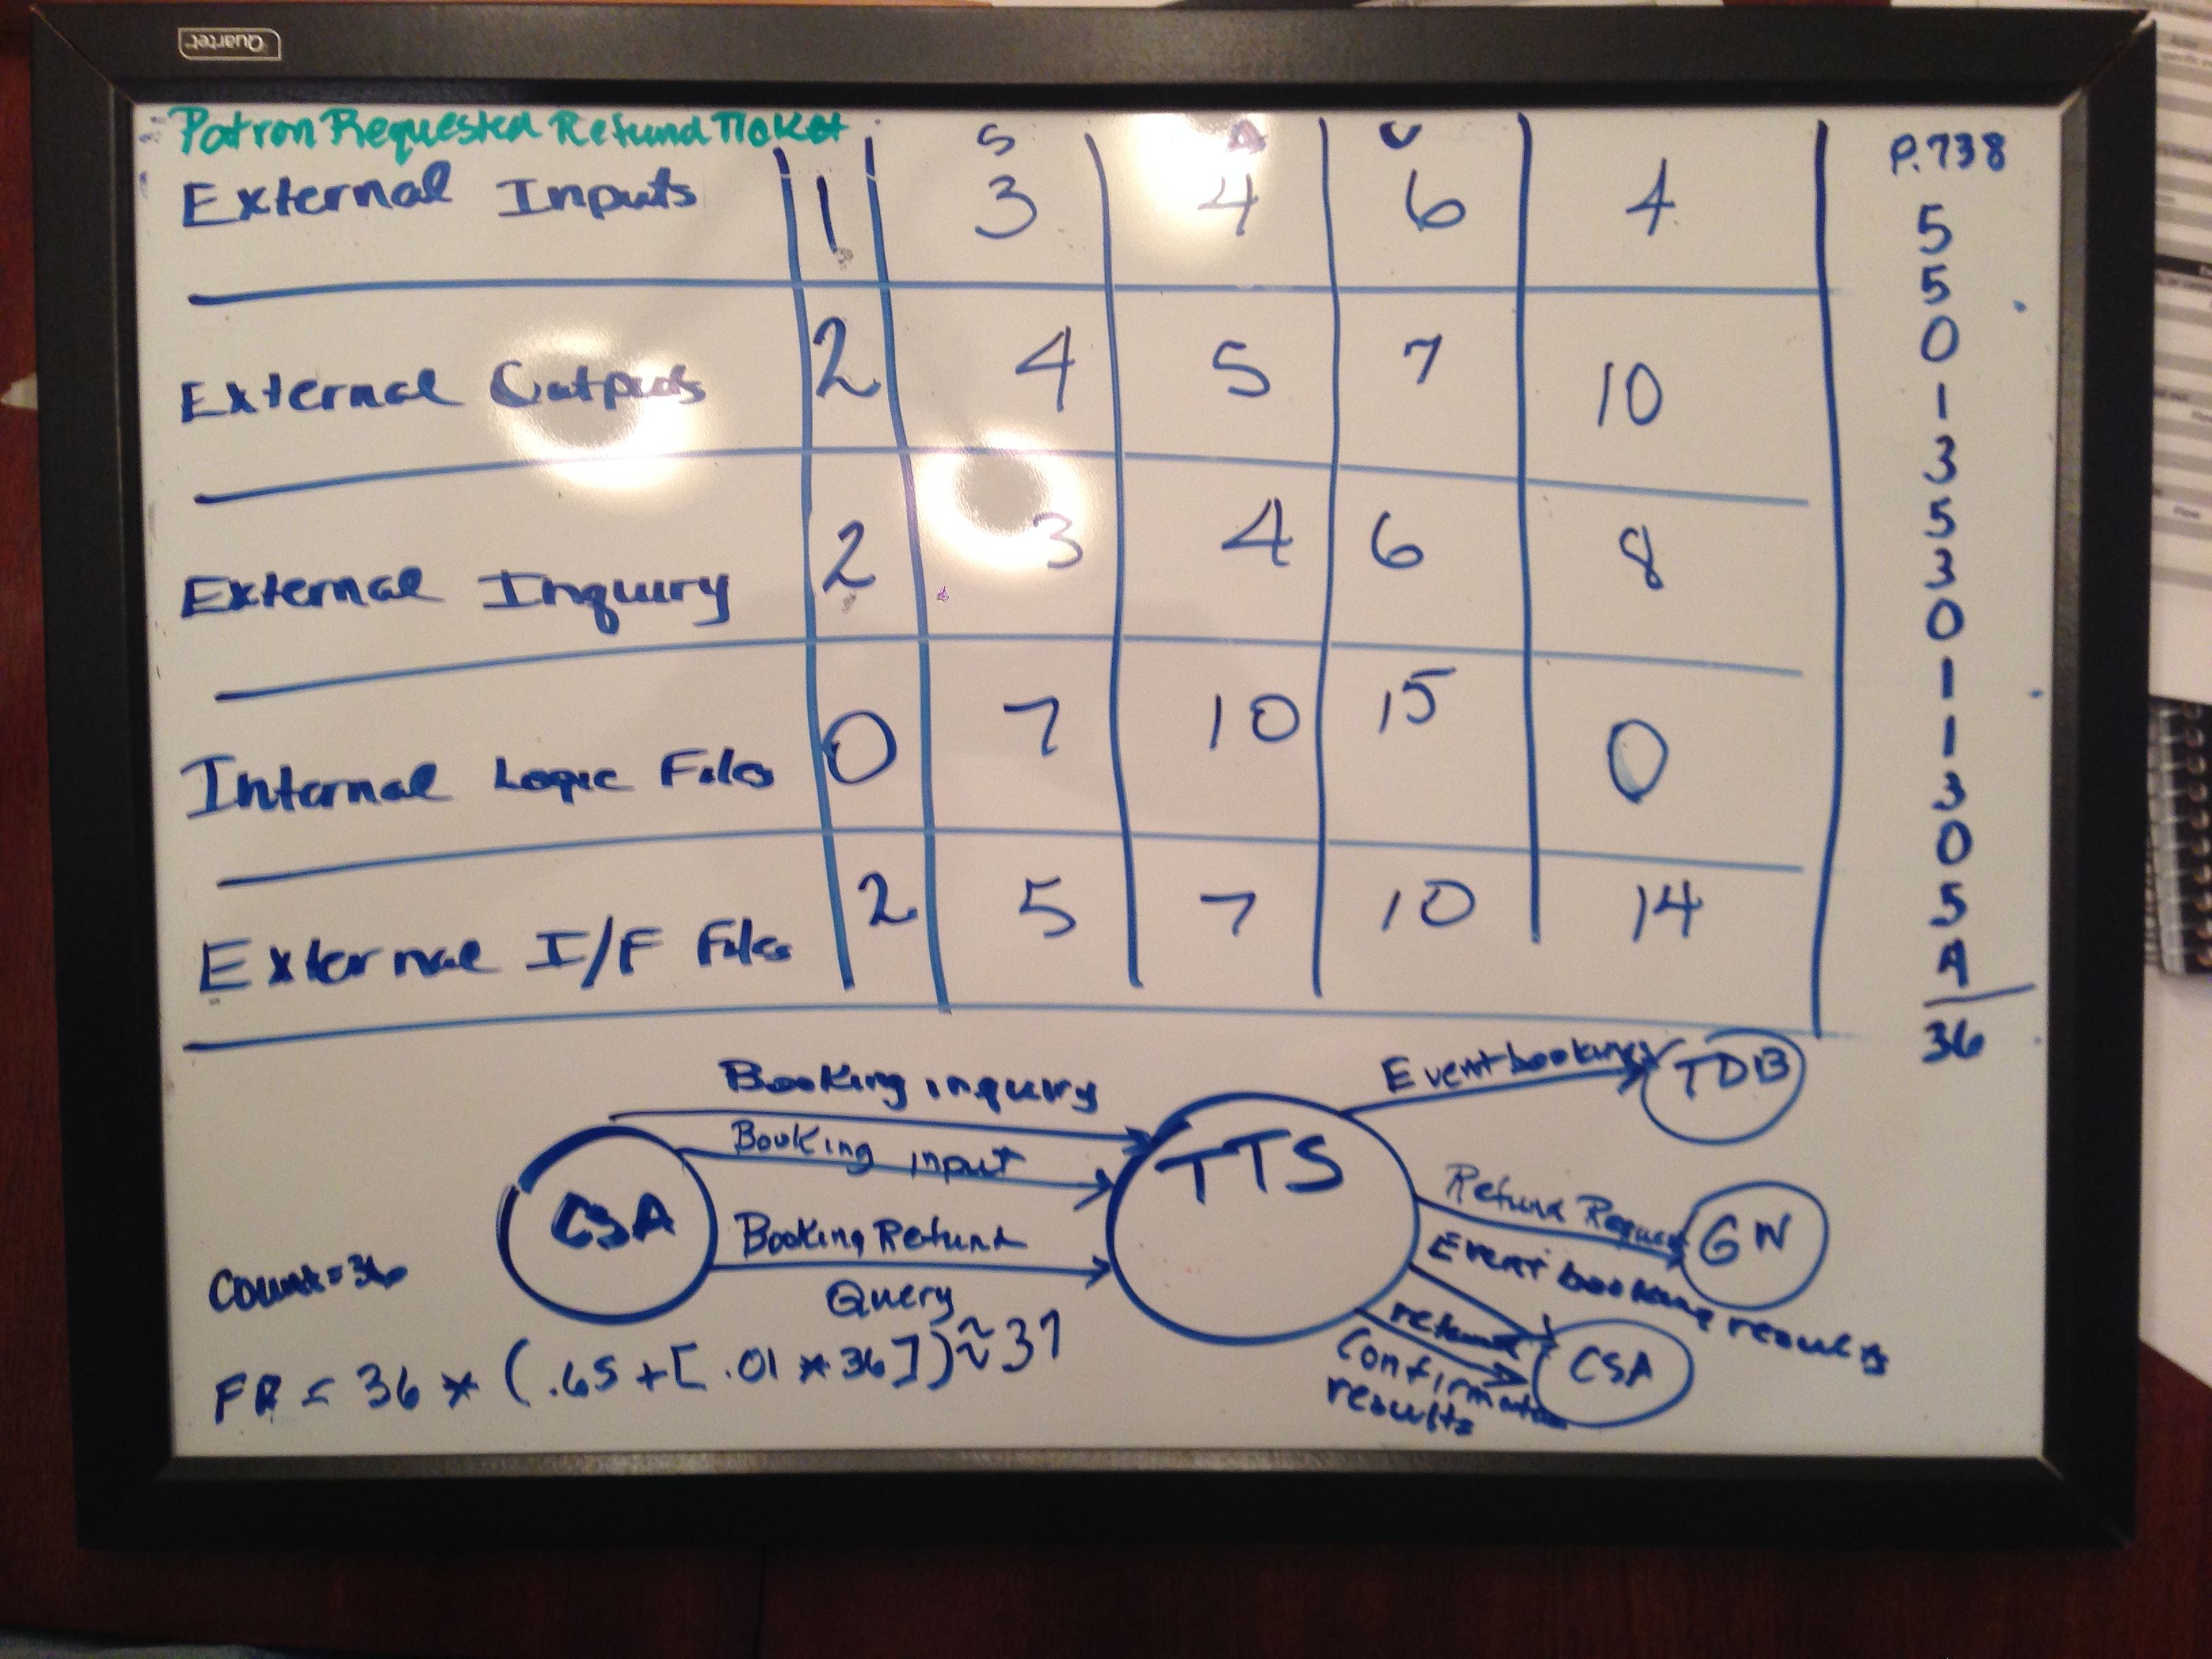 Quartet
Patron Requested Refund Ticket
S A C P.738
External Inputs 1 3 4 6 4
External Outputs 2 4 5 7 10
External Inquiry 2 3 4 6 8
Internal Logic Files 0 7 10 15 0
External I/F Files 2 5 7 10 14
5
5
0
1
3
5
3
0
1
1
3
0
5
4
36
Booking inquiry
Booking input
Booking Refund
Query
CSA
TTS
Event bookings
TDB
Refund Request
GN
Event booking results
refund
Confirmation
results
CSA
Count = 36
= 36 * (.65 + [.01 * 36]) ≈ 37